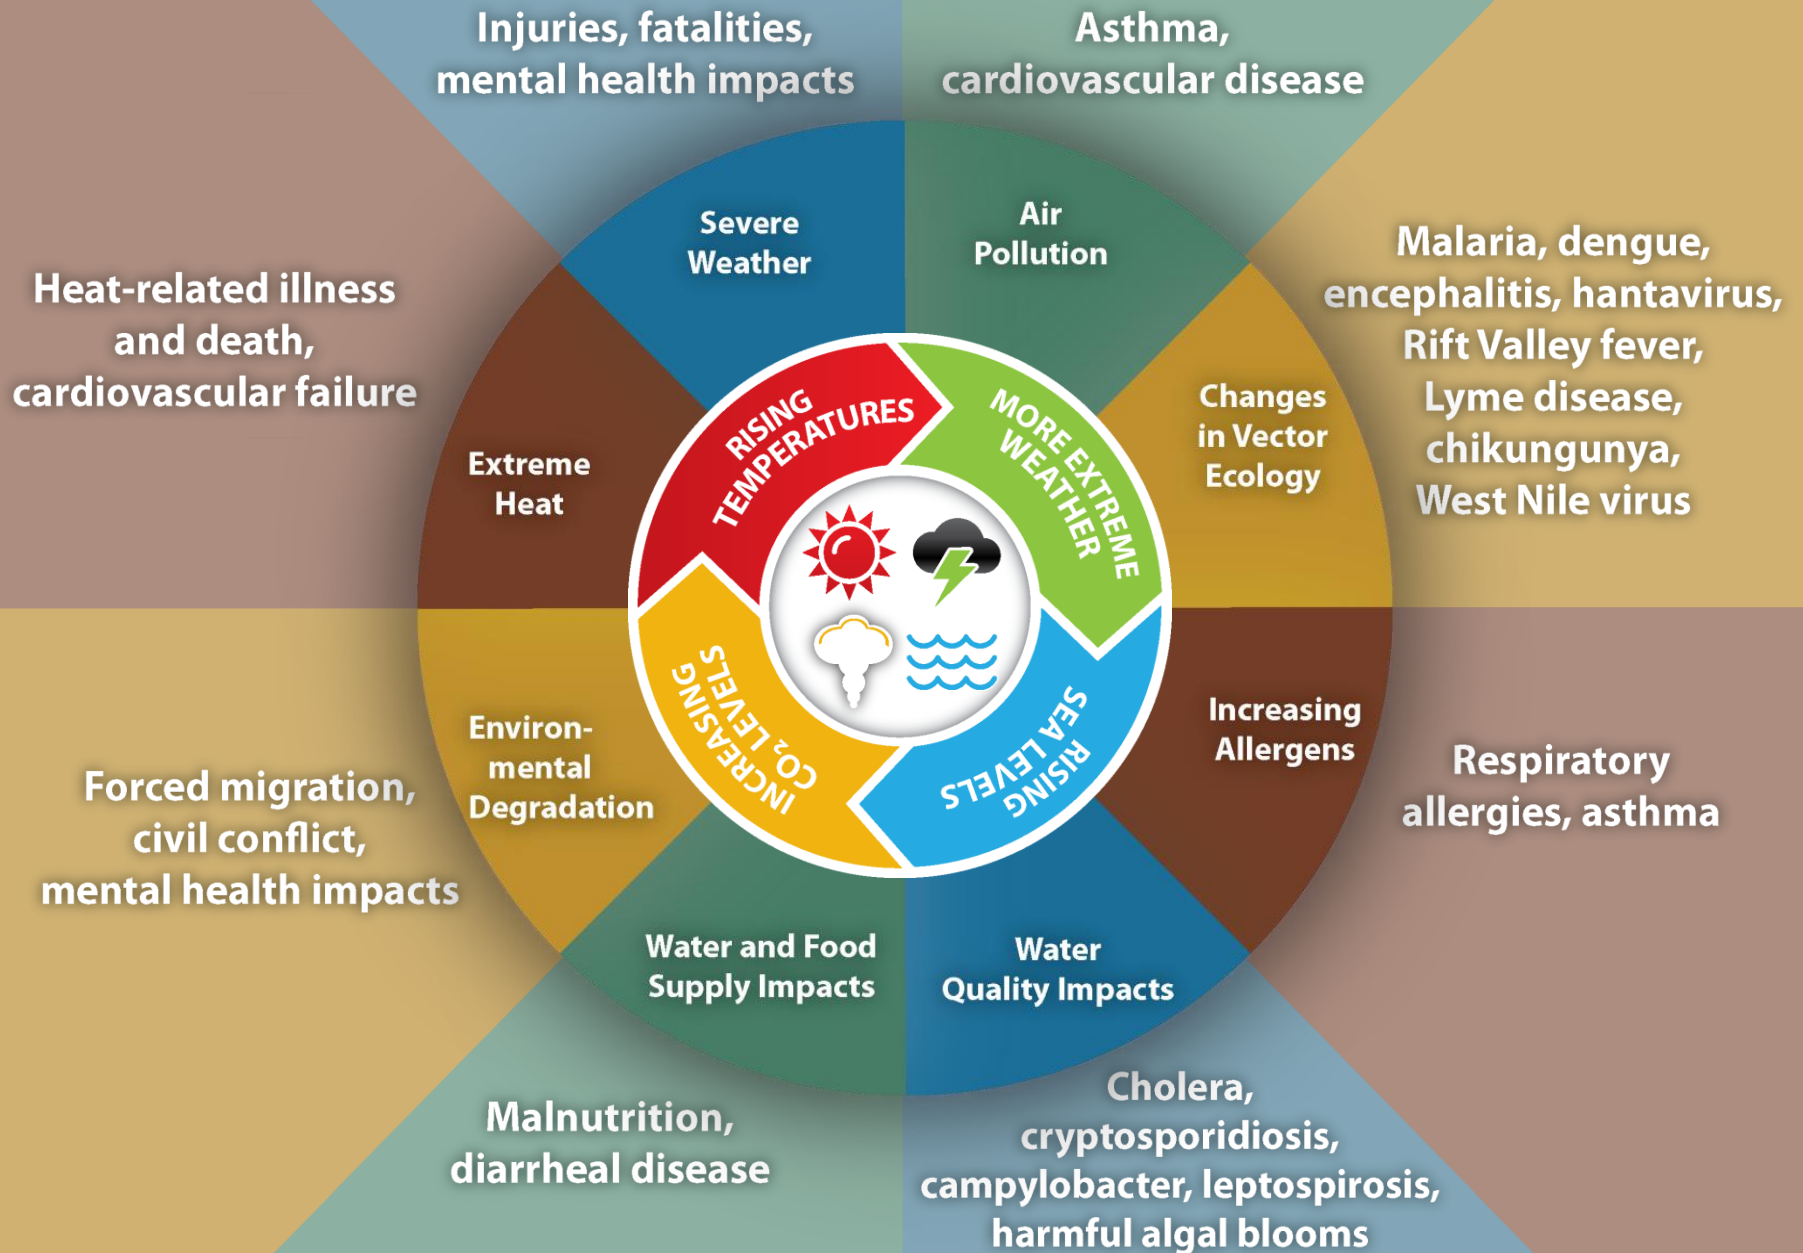 Injuries, fatalities,
mental health impacts
Asthma,
cardiovascular disease
Severe
Weather
Air
Pollution
Malaria, dengue,
encephalitis, hantavirus,
Rift Valley fever,
Lyme disease,
chikungunya,
West Nile virus
Heat-related illness
and death,
cardiovascular failure
Extreme
Heat
Changes
in Vector
Ecology
RISING
TEMPERATURES
MORE EXTREME
WEATHER
RISING
SEA LEVELS
INCREASING
CO₂ LEVELS
Environ-
mental
Degradation
Increasing
Allergens
Forced migration,
civil conflict,
mental health impacts
Respiratory
allergies, asthma
Water and Food
Supply Impacts
Water
Quality Impacts
Malnutrition,
diarrheal disease
Cholera,
cryptosporidiosis,
campylobacter, leptospirosis,
harmful algal blooms